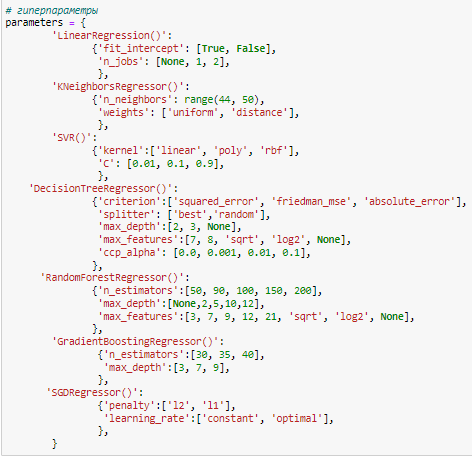 # гиперпараметры
parameters = {
'LinearRegression()':
{'fit_intercept': [True, False],
'n_jobs': [None, 1, 2],
},
'KNeighborsRegressor()':
{'n_neighbors': range(44, 50),
'weights': ['uniform', 'distance'],
},
'SVR()':
{'kernel':['linear', 'poly', 'rbf'],
'C': [0.01, 0.1, 0.9],
},
'DecisionTreeRegressor()':
{'criterion':['squared_error', 'friedman_mse', 'absolute_error'],
'splitter': ['best','random'],
'max_depth':[2, 3, None],
'max_features':[7, 8, 'sqrt', 'log2', None],
'ccp_alpha': [0.0, 0.001, 0.01, 0.1],
},
'RandomForestRegressor()':
{'n_estimators':[50, 90, 100, 150, 200],
'max_depth':[None,2,5,10,12],
'max_features':[3, 7, 9, 12, 21, 'sqrt', 'log2', None],
},
'GradientBoostingRegressor()':
{'n_estimators':[30, 35, 40],
'max_depth':[3, 7, 9],
},
'SGDRegressor()':
{'penalty':['l2', 'l1'],
'learning_rate':['constant', 'optimal'],
},
}